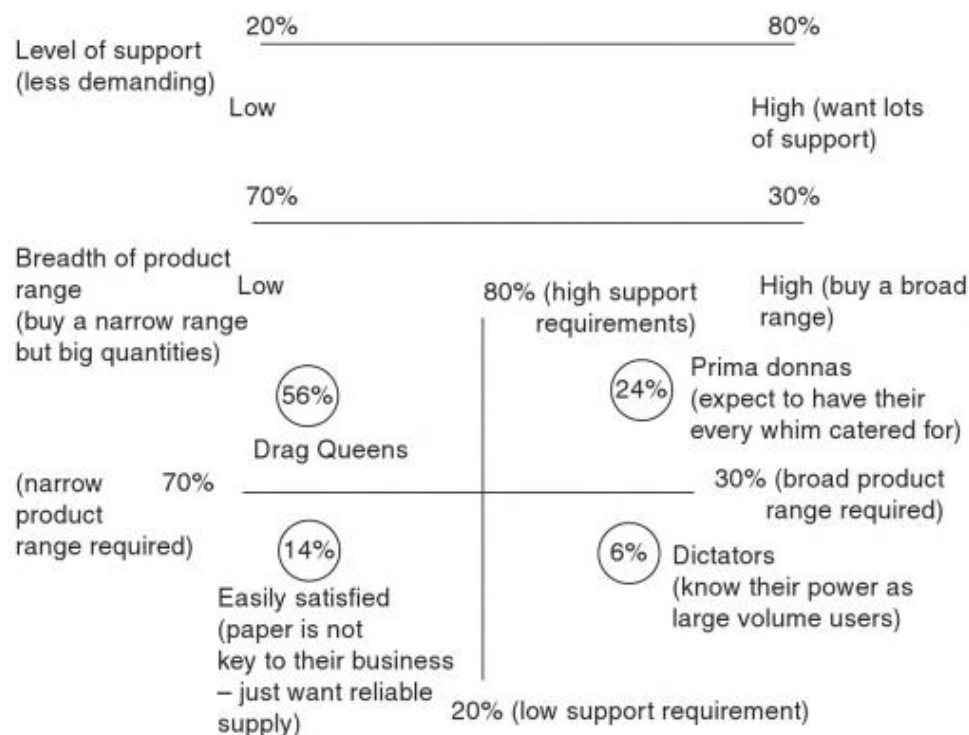 20%
80%
Level of support
(less demanding)
Low
High (want lots
of support)
70%
30%
Breadth of product
range
(buy a narrow range
but big quantities)
Low
80% (high support
requirements)
High (buy a broad
range)
56%
Drag Queens
24%
Prima donnas
(expect to have their
every whim catered for)
(narrow
product
range required)
70%
30% (broad product
range required)
14%
Easily satisfied
(paper is not
key to their business
– just want reliable
supply)
6%
Dictators
(know their power as
large volume users)
20% (low support requirement)